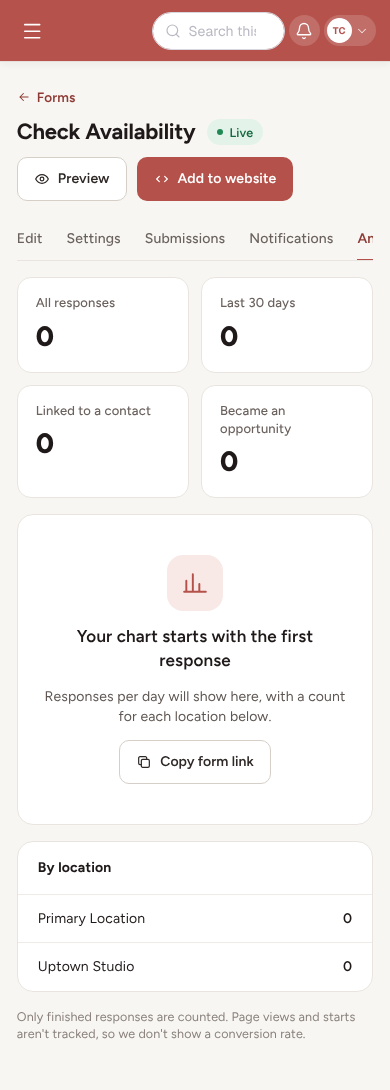 Search this
TC
Forms
Check Availability
Live
Preview
Add to website
Edit Settings Submissions Notifications
All responses
0
Last 30 days
0
Linked to a contact
0
Became an
opportunity
0
Your chart starts with the first
response
Responses per day will show here, with a count
for each location below.
Copy form link
By location
Primary Location 0
Uptown Studio 0
Only finished responses are counted. Page views and starts
aren't tracked, so we don't show a conversion rate.